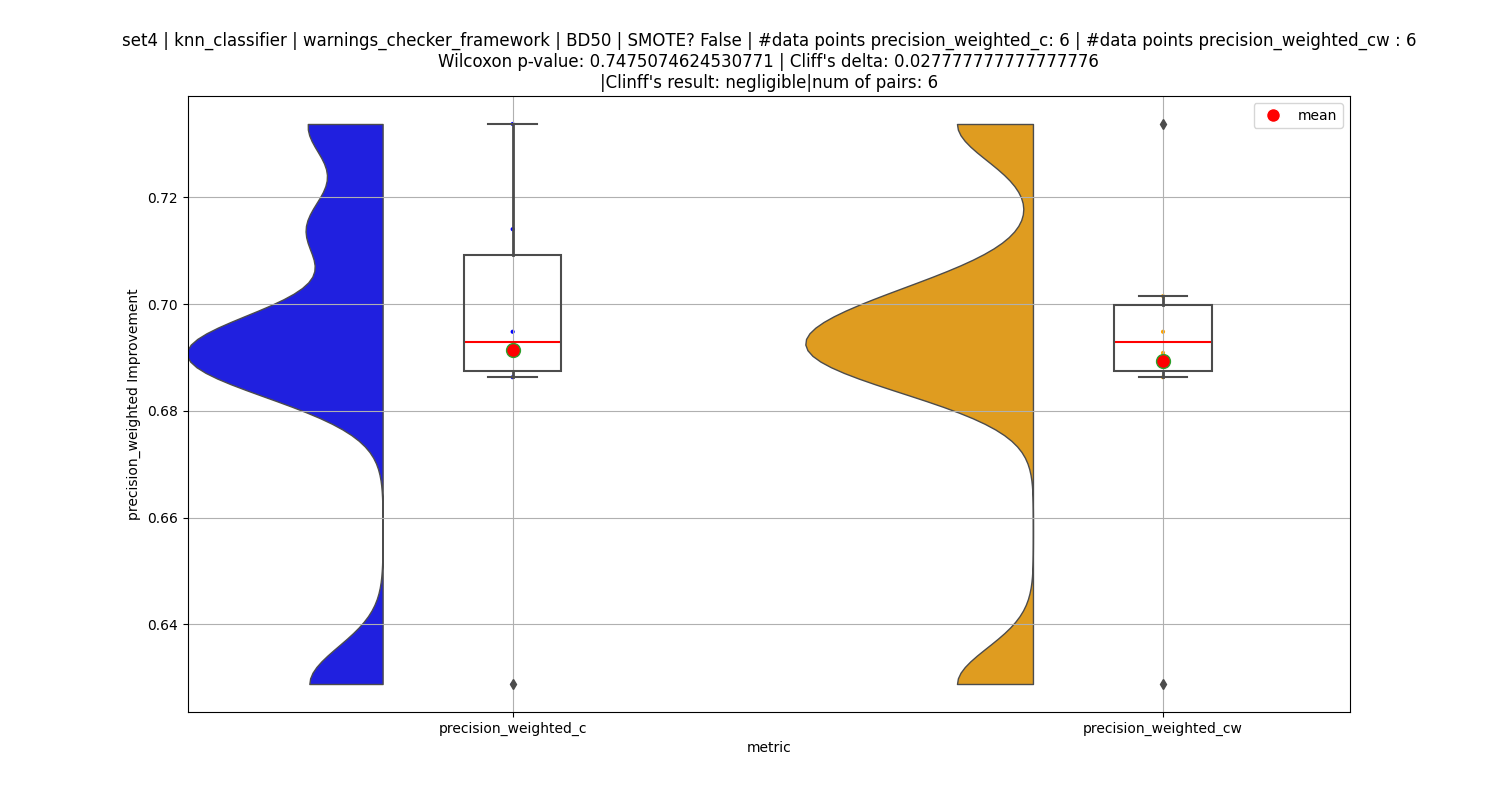 set4 | knn_classifier | warnings_checker_framework | BD50 | SMOTE? False | #data points precision_weighted_c: 6 | #data points precision_weighted_cw : 6
Wilcoxon p-value: 0.7475074624530771 | Cliff's delta: 0.027777777777777776
|Clinff's result: negligible|num of pairs: 6
mean
precision_weighted Improvement
0.72
0.70
0.68
0.66
0.64
precision_weighted_c
precision_weighted_cw
metric